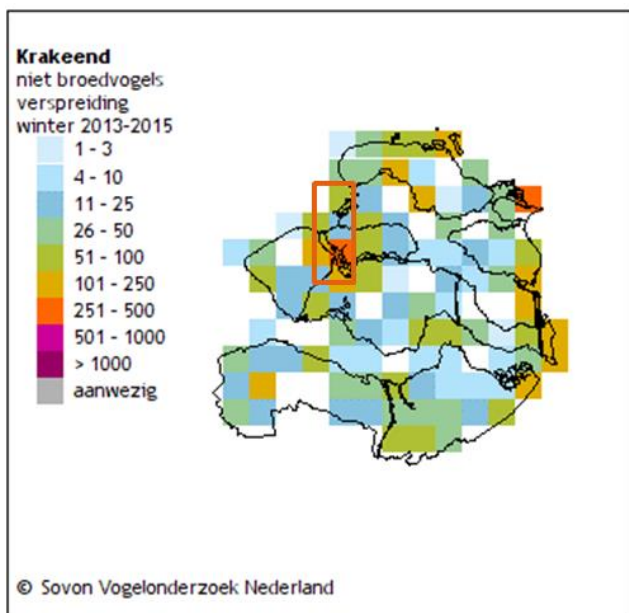 Krakeend
niet broedvogels
verspreiding
winter 2013-2015
1 - 3
4 - 10
11 - 25
26 - 50
51 - 100
101 - 250
251 - 500
501 - 1000
> 1000
aanwezig
© Sovon Vogelonderzoek Nederland